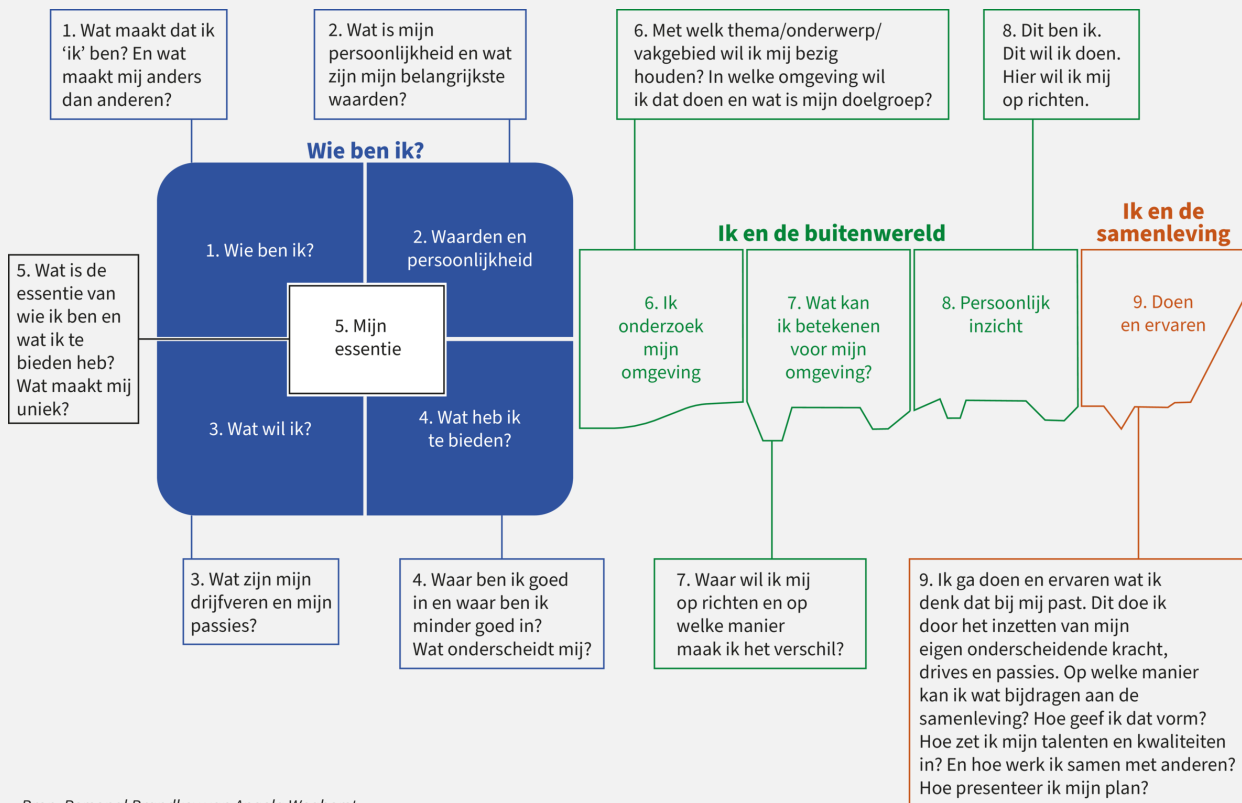 1. Wat maakt dat ik
‘ik’ ben? En wat
maakt mij anders
dan anderen?
2. Wat is mijn
persoonlijkheid en wat
zijn mijn belangrijkste
waarden?
6. Met welk thema/onderwerp/
vakgebied wil ik mij bezig
houden? In welke omgeving wil
ik dat doen en wat is mijn doelgroep?
8. Dit ben ik.
Dit wil ik doen.
Hier wil ik mij
op richten.
Wie ben ik?
1. Wie ben ik?
2. Waarden en
persoonlijkheid
5. Wat is de
essentie van
wie ik ben en
wat ik te
bieden heb?
Wat maakt mij
uniek?
5. Mijn
essentie
3. Wat wil ik?
4. Wat heb ik
te bieden?
Ik en de buitenwereld
6. Ik
onderzoek
mijn
omgeving
7. Wat kan
ik betekenen
voor mijn
omgeving?
8. Persoonlijk
inzicht
Ik en de
samenleving
9. Doen
en ervaren
3. Wat zijn mijn
drijfveren en mijn
passies?
4. Waar ben ik goed
in en waar ben ik
minder goed in?
Wat onderscheidt mij?
7. Waar wil ik mij
op richten en op
welke manier
maak ik het verschil?
9. Ik ga doen en ervaren wat ik
denk dat bij mij past. Dit doe ik
door het inzetten van mijn
eigen onderscheidende kracht,
drives en passies. Op welke manier
kan ik wat bijdragen aan de
samenleving? Hoe geef ik dat vorm?
Hoe zet ik mijn talenten en kwaliteiten
in? En hoe werk ik samen met anderen?
Hoe presenteer ik mijn plan?